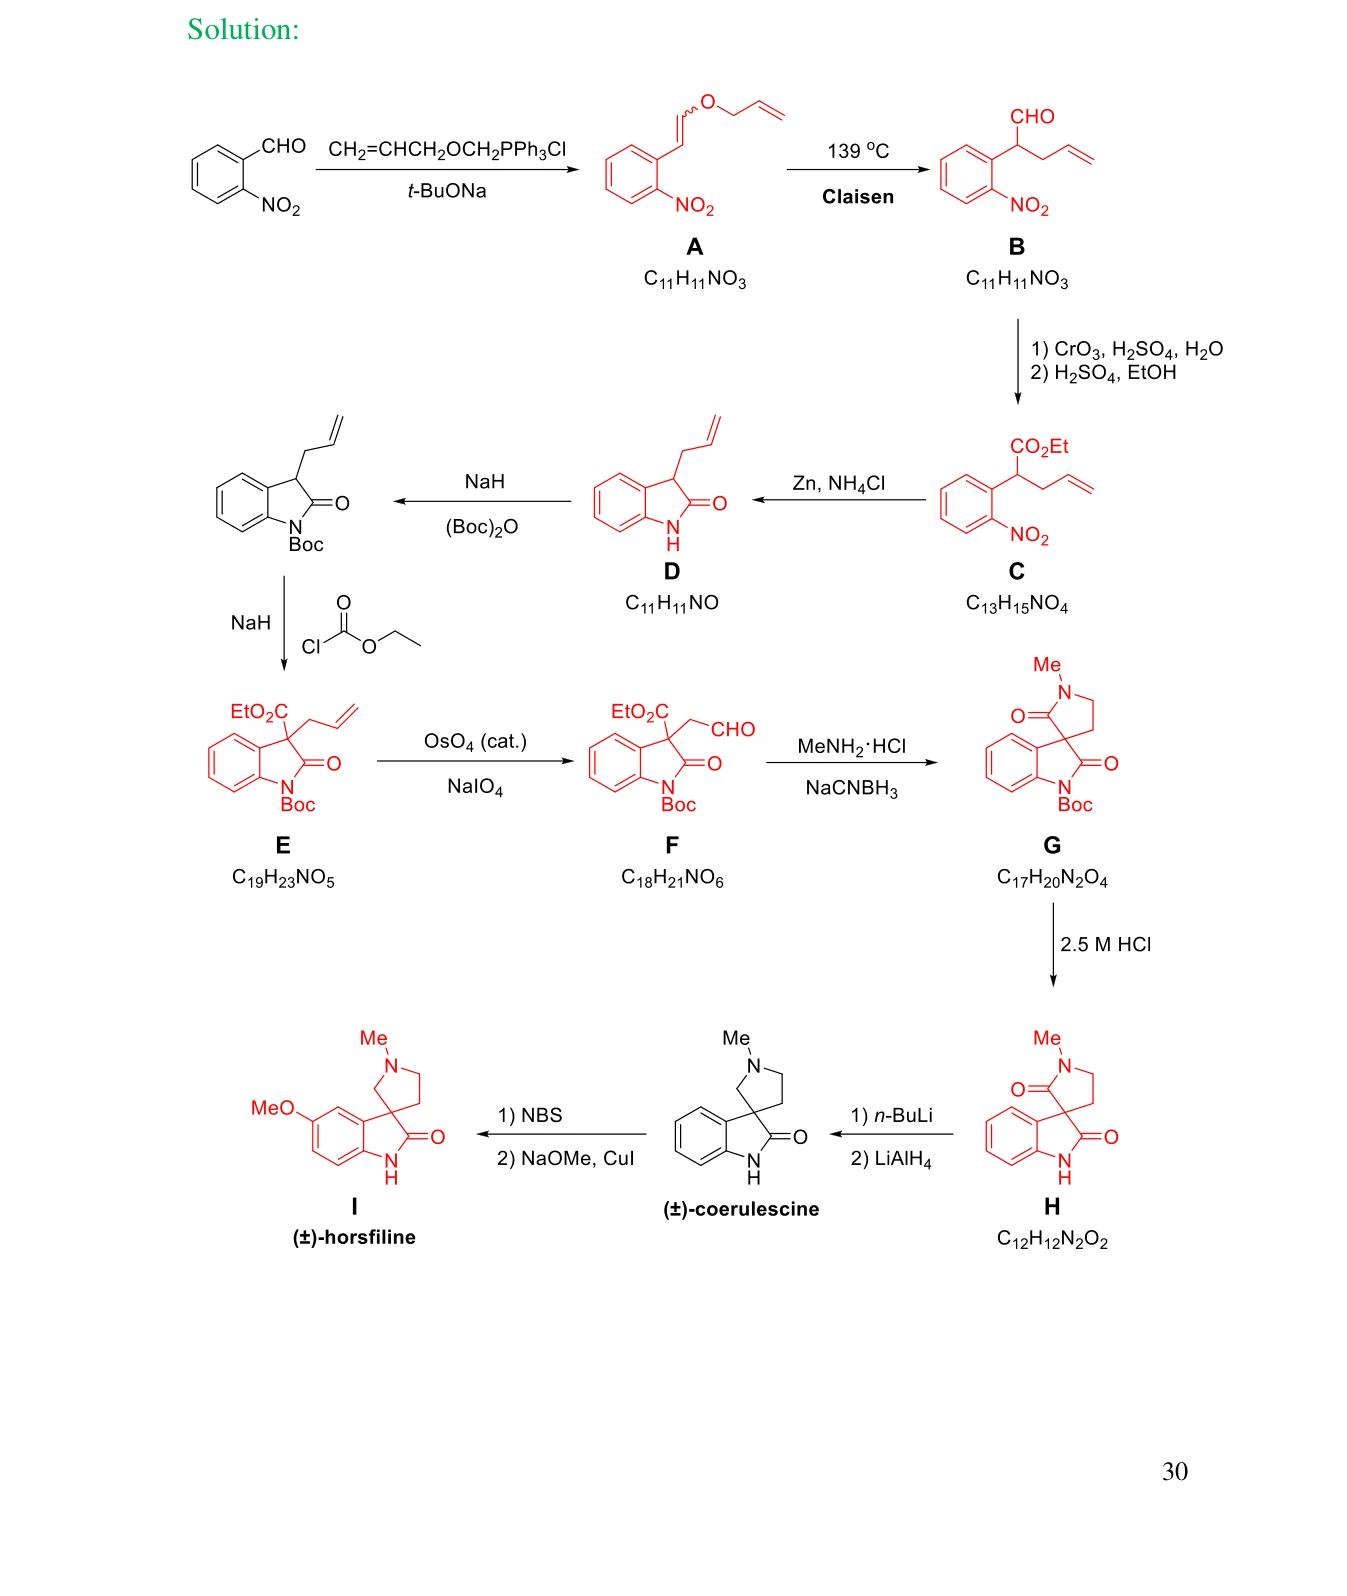 Solution:
CHO
NO2
CH2=CHCH2OCH2PPh3Cl
t-BuONa
O
NO2
A
C11H11NO3
139 oC
Claisen
CHO
NO2
B
C11H11NO3
1) CrO3, H2SO4, H2O
2) H2SO4, EtOH
CO2Et
NO2
C
C13H15NO4
Zn, NH4Cl
O
N
H
D
C11H11NO
NaH
(Boc)2O
O
N
Boc
NaH
O
Cl
O
EtO2C
O
N
Boc
E
C19H23NO5
OsO4 (cat.)
NaIO4
EtO2C
CHO
O
N
Boc
F
C18H21NO6
MeNH2·HCl
NaCNBH3
Me
N
O
O
N
Boc
G
C17H20N2O4
2.5 M HCl
Me
N
O
O
N
H
H
C12H12N2O2
1) n-BuLi
2) LiAlH4
Me
N
O
N
H
(±)-coerulescine
1) NBS
2) NaOMe, CuI
Me
N
MeO
O
N
H
I
(±)-horsfiline
30